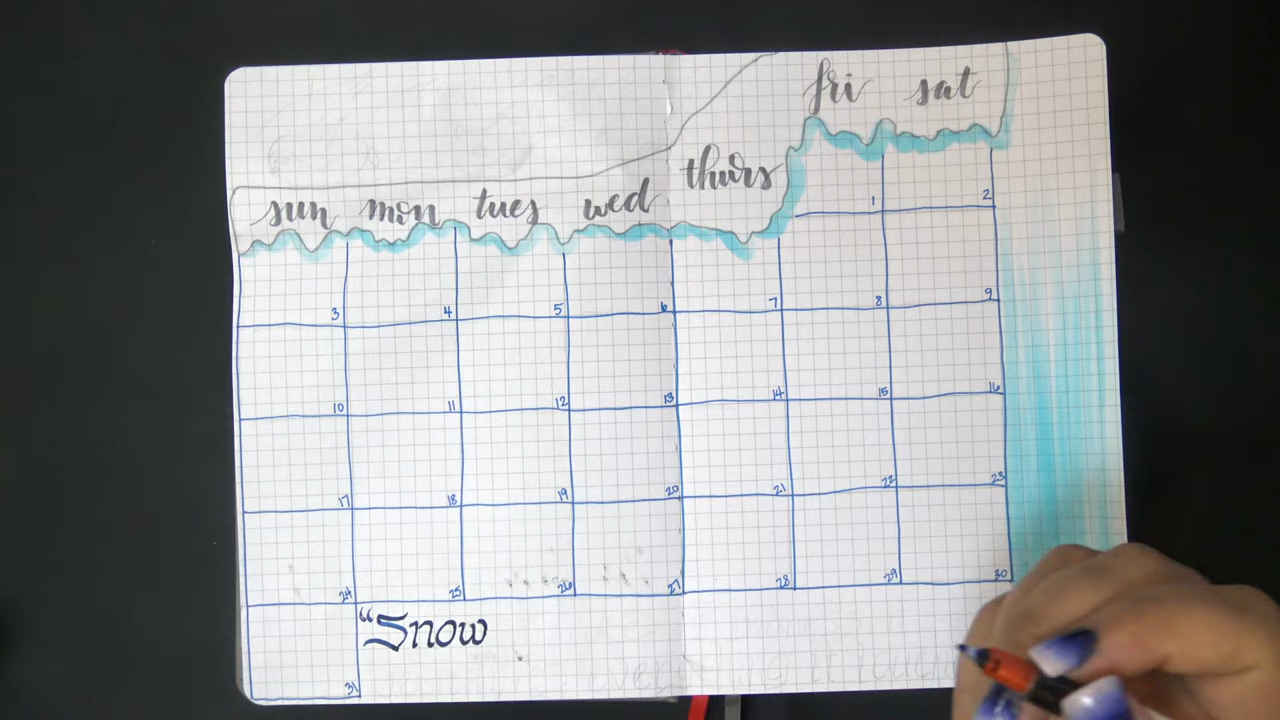 fri sat
thurs
sun mon tues wed
1 2
3 4 5 6 7 8 9
10 11 12 13 14 15 16
17 18 19 20 21 22 23
24 25 26 27 28 29 30
31
“Snow